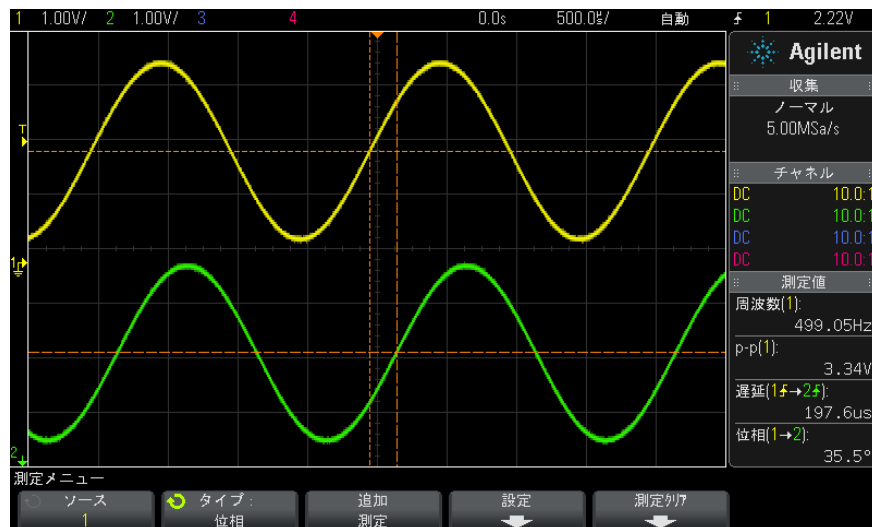 1 1.00V/ 2 1.00V/ 3 4 0.0s 500.0㎲/ 自動 1 2.22V
Agilent
収集
ノーマル
5.00MSa/s
チャネル
DC 10.0:1
DC 10.0:1
DC 10.0:1
DC 10.0:1
測定値
周波数(1):
499.05Hz
p-p(1):
3.34V
遅延(1→2):
197.6us
位相(1→2):
35.5°
T
1
2
測定メニュー
ソース
1
タイプ:
位相
追加
測定
設定
測定クリア